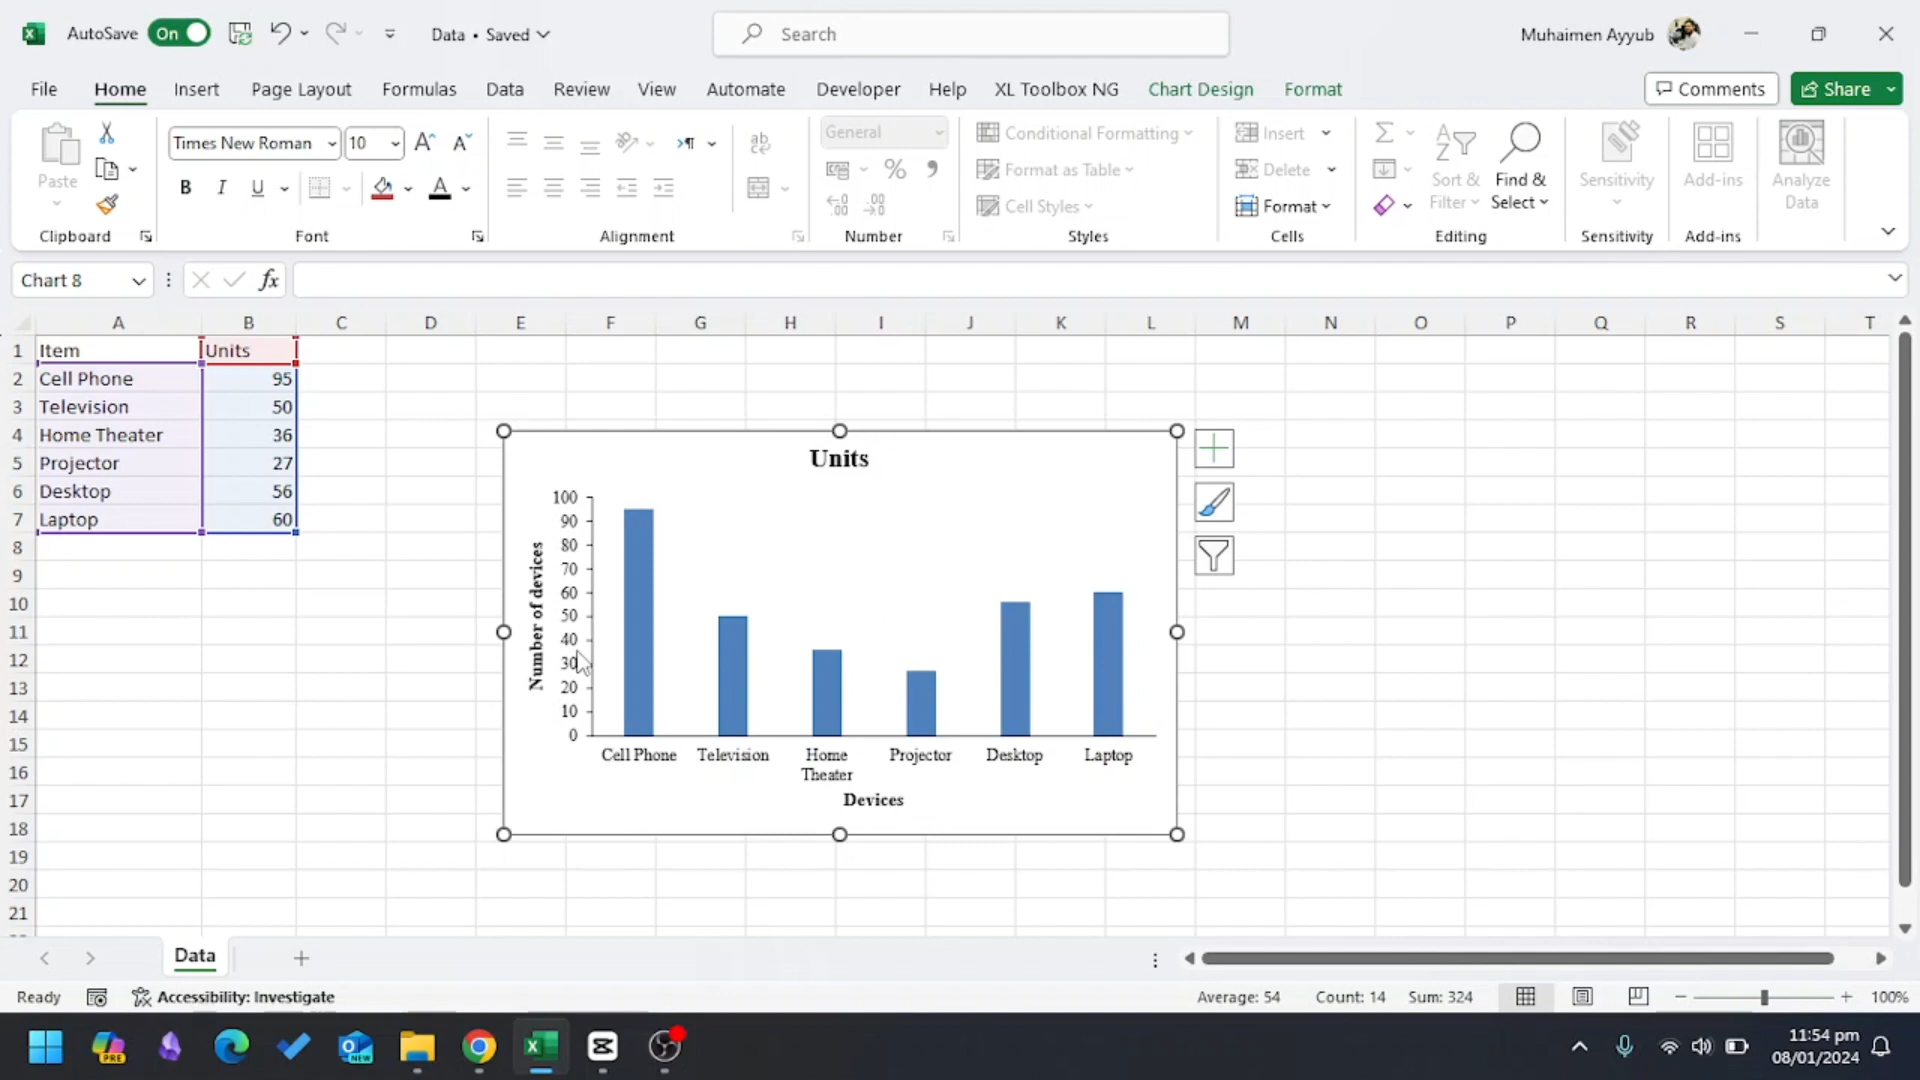 AutoSave On Data • Saved Search Muhaimen Ayyub
File Home Insert Page Layout Formulas Data Review View Automate Developer Help XL Toolbox NG Chart Design Format Comments Share
Paste
Times New Roman 10
B I U
ab
General
% 9
Conditional Formatting
Format as Table
Cell Styles
Insert
Delete
Format
Sort & Filter
Find & Select
Sensitivity
Add-ins
Analyze Data
Clipboard Font Alignment Number Styles Cells Editing Sensitivity Add-ins
Chart 8 fx
A B C D E F G H I J K L M N O P Q R S T
1 Item Units
2 Cell Phone 95
3 Television 50
4 Home Theater 36
5 Projector 27
6 Desktop 56
7 Laptop 60
8
9
10
11
12
13
14
15
16
17
18
19
20
21
Units
Number of devices
100
90
80
70
60
50
40
30
20
10
0
Cell Phone Television Home Projector Desktop Laptop
Theater
Devices
Data
Ready Accessibility: Investigate Average: 54 Count: 14 Sum: 324 100%
PRE
NEW
11:54 pm
08/01/2024